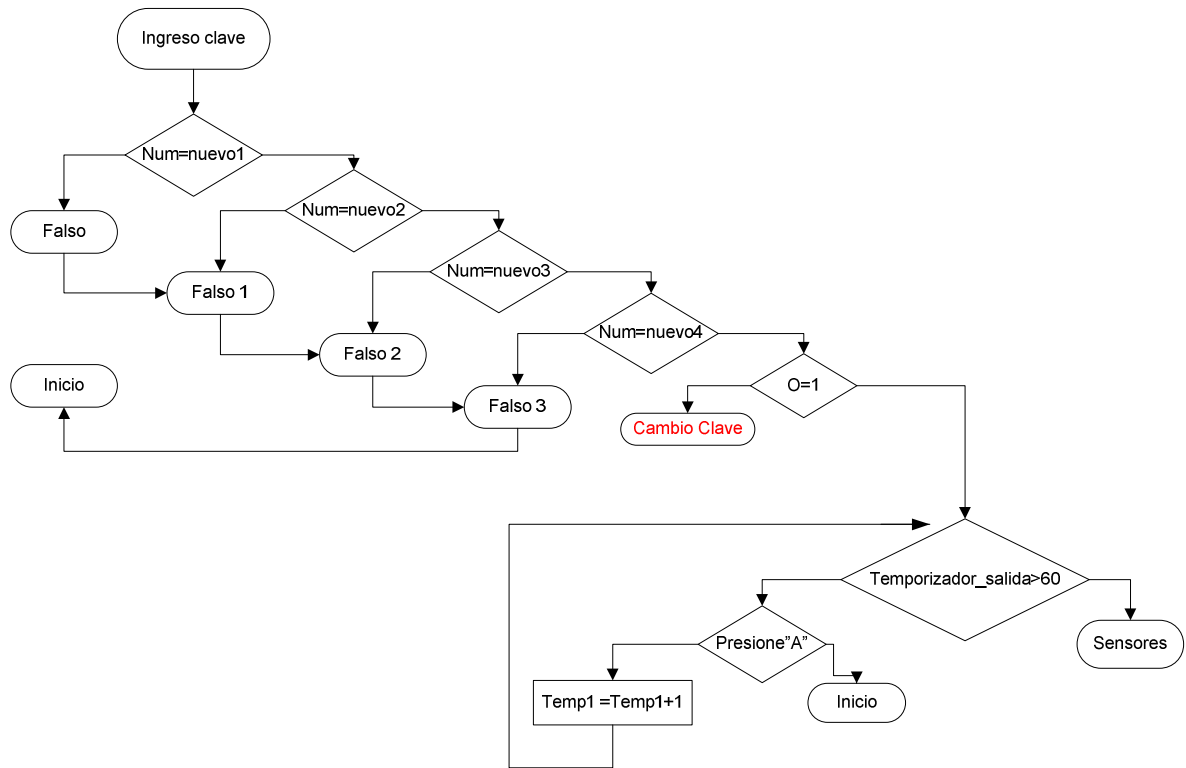 Ingreso clave
Num=nuevo1
Num=nuevo2
Falso
Num=nuevo3
Falso 1
Num=nuevo4
Falso 2
Inicio
O=1
Falso 3
Cambio Clave
Temporizador_salida>60
Presione”A”
Sensores
Temp1 =Temp1+1
Inicio